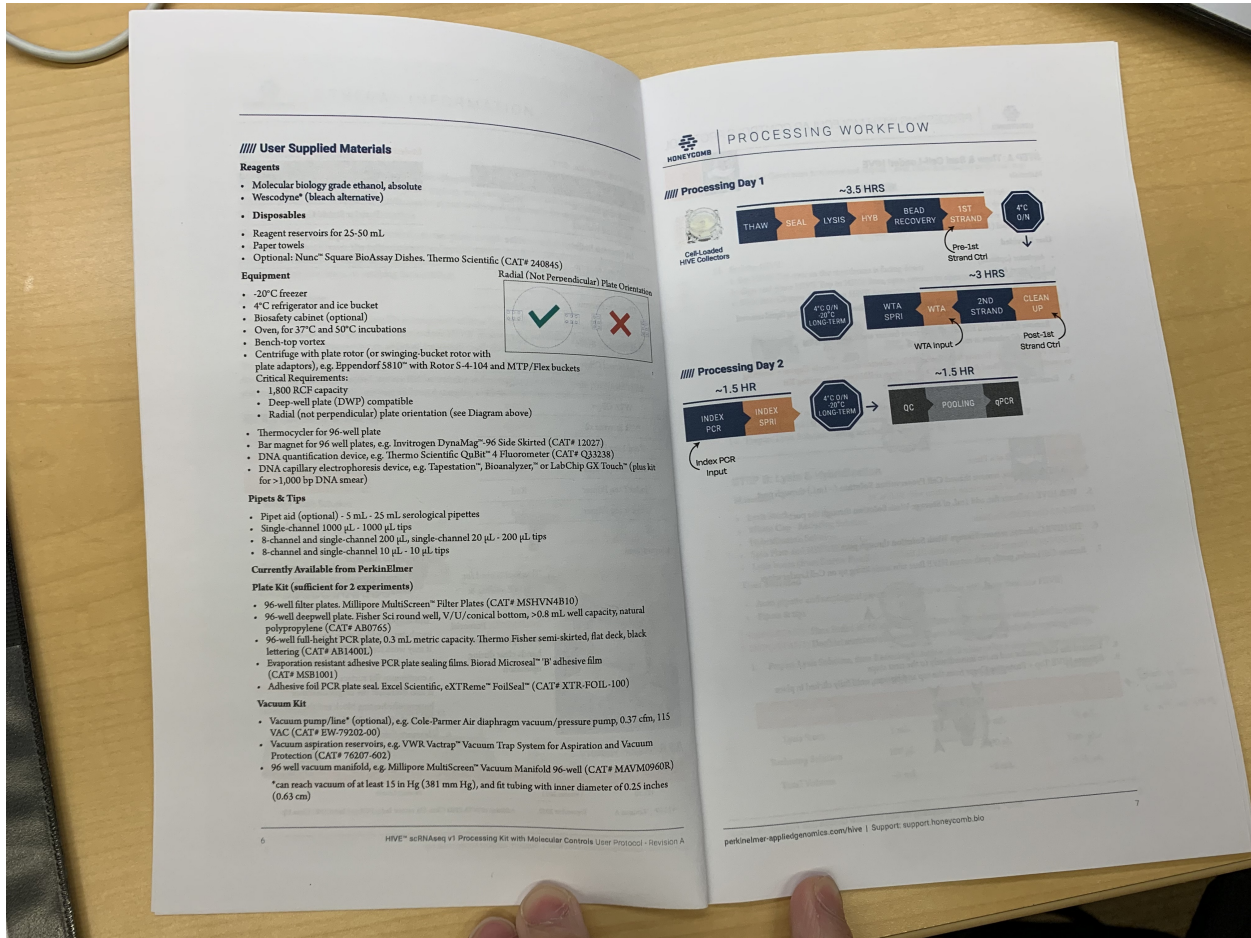 ///// User Supplied Materials
Reagents
• Molecular biology grade ethanol, absolute
• Wescodyne® (bleach alternative)
• Disposables
• Reagent reservoirs for 25-50 mL
• Paper towels
• Optional: Nunc™ Square BioAssay Dishes. Thermo Scientific (CAT# 240845)
Equipment
Radial (Not Perpendicular) Plate Orientation
• -20°C freezer
• 4°C refrigerator and ice bucket
• Biosafety cabinet (optional)
• Oven, for 37°C and 50°C incubations
• Bench-top vortex
• Centrifuge with plate rotor (or swinging-bucket rotor with
plate adaptors), e.g. Eppendorf 5810™ with Rotor S-4-104 and MTP/Flex buckets
Critical Requirements:
• 1,800 RCF capacity
• Deep-well plate (DWP) compatible
• Radial (not perpendicular) plate orientation (see Diagram above)
• Thermocycler for 96-well plate
• Bar magnet for 96 well plates, e.g. Invitrogen DynaMag™-96 Side Skirted (CAT# 12027)
• DNA quantification device, e.g. Thermo Scientific QuBit™ 4 Fluorometer (CAT# Q33238)
• DNA capillary electrophoresis device, e.g. Tapestation™, Bioanalyzer,™ or LabChip GX Touch™ (plus kit
for >1,000 bp DNA smear)
Pipets & Tips
• Pipet aid (optional) - 5 mL - 25 mL serological pipettes
• Single-channel 1000 µL - 1000 µL tips
• 8-channel and single-channel 200 µL, single-channel 20 µL - 200 µL tips
• 8-channel and single-channel 10 µL - 10 µL tips
Currently Available from PerkinElmer
Plate Kit (sufficient for 2 experiments)
• 96-well filter plates. Millipore MultiScreen™ Filter Plates (CAT# MSHVN4B10)
• 96-well deepwell plate. Fisher Sci round well, V/U/conical bottom, >0.8 mL well capacity, natural
polypropylene (CAT# AB0765)
• 96-well full-height PCR plate, 0.3 mL metric capacity. Thermo Fisher semi-skirted, flat deck, black
lettering (CAT# AB1400L)
• Evaporation resistant adhesive PCR plate sealing films. Biorad Microseal™ 'B' adhesive film
(CAT# MSB1001)
• Adhesive foil PCR plate seal. Excel Scientific, eXTReme™ FoilSeal™ (CAT# XTR-FOIL-100)
Vacuum Kit
• Vacuum pump/line* (optional), e.g. Cole-Parmer Air diaphragm vacuum/pressure pump, 0.37 cfm, 115
VAC (CAT# EW-79202-00)
• Vacuum aspiration reservoirs, e.g. VWR Vactrap™ Vacuum Trap System for Aspiration and Vacuum
Protection (CAT# 76207-602)
• 96 well vacuum manifold, e.g. Millipore MultiScreen™ Vacuum Manifold 96-well (CAT# MAVM0960R)
*can reach vacuum of at least 15 in Hg (381 mm Hg), and fit tubing with inner diameter of 0.25 inches
(0.63 cm)
6
HIVE™ scRNAseq v1 Processing Kit with Molecular Controls User Protocol - Revision A
HONEYCOMB
PROCESSING WORKFLOW
///// Processing Day 1
~3.5 HRS
THAW
SEAL
LYSIS
HYB
BEAD
RECOVERY
1ST
STRAND
4°C
O/N
Cell-Loaded
HIVE Collectors
Pre-1st
Strand Ctrl
~3 HRS
4°C O/N
-20°C
LONG-TERM
WTA
SPRI
WTA
2ND
STRAND
CLEAN
UP
WTA Input
Post-1st
Strand Ctrl
///// Processing Day 2
~1.5 HR
INDEX
PCR
INDEX
SPRI
4°C O/N
-20°C
LONG-TERM
~1.5 HR
QC
POOLING
qPCR
Index PCR
Input
7
perkinelmer-appliedgenomics.com/hive | Support: support.honeycomb.bio